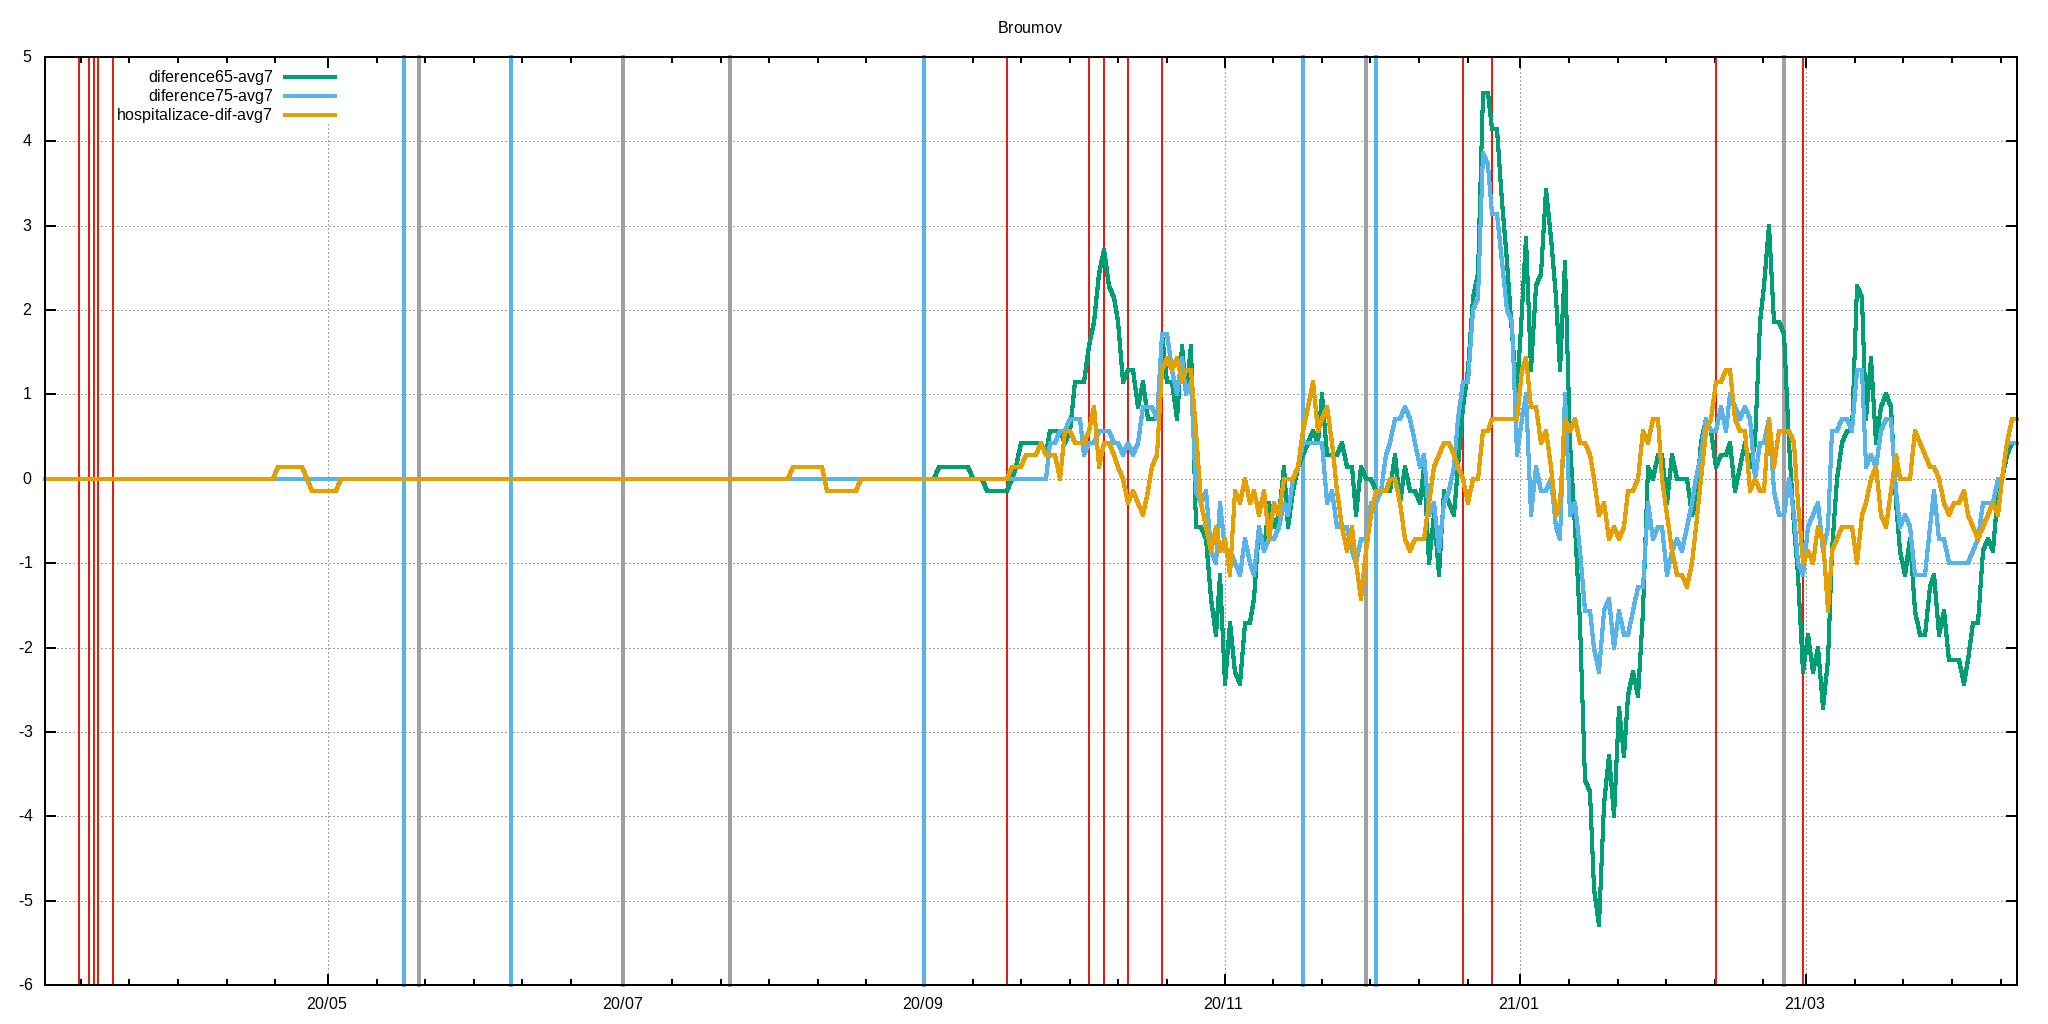 Broumov
diference65-avg7
diference75-avg7
hospitalizace-dif-avg7
5
4
3
2
1
0
-1
-2
-3
-4
-5
-6
20/05 20/07 20/09 20/11 21/01 21/03